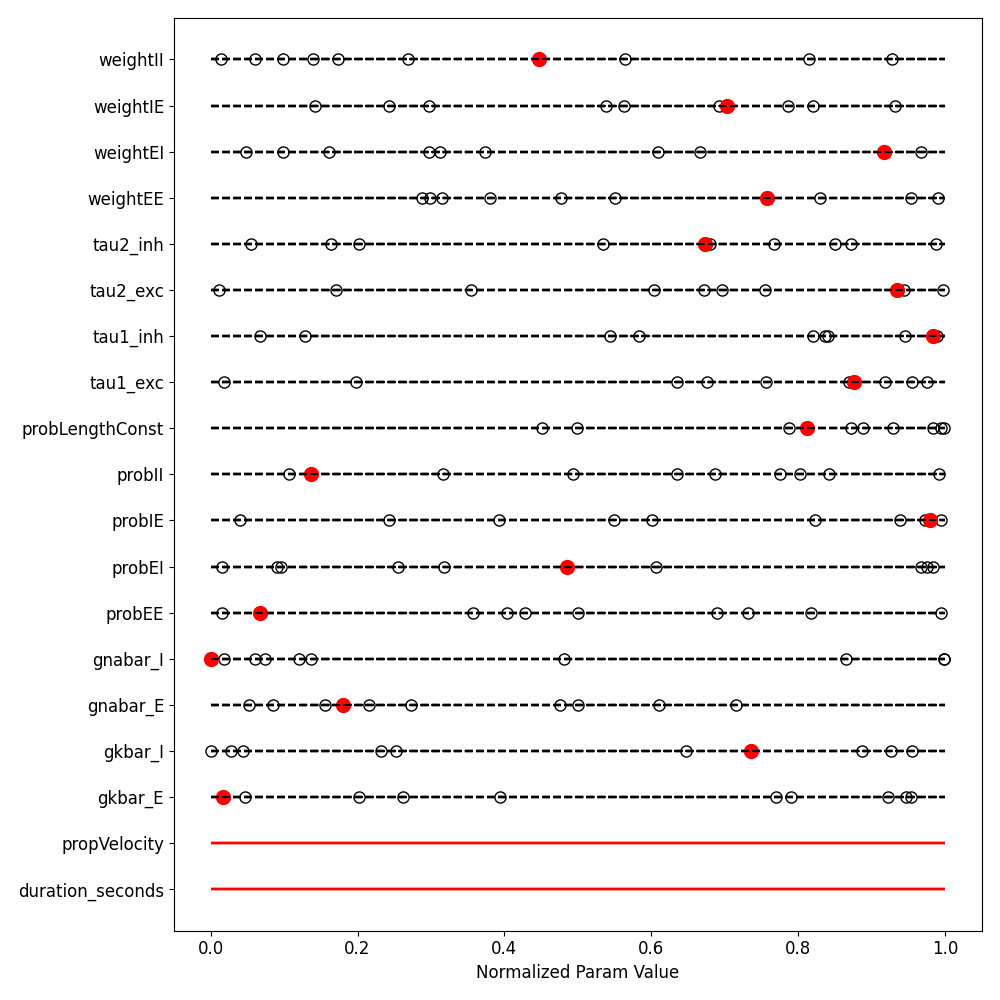 weightII
weightIE
weightEI
weightEE
tau2_inh
tau2_exc
tau1_inh
tau1_exc
probLengthConst
probII
probIE
probEI
probEE
gnabar_I
gnabar_E
gkbar_I
gkbar_E
propVelocity
duration_seconds
0.0 0.2 0.4 0.6 0.8 1.0
Normalized Param Value